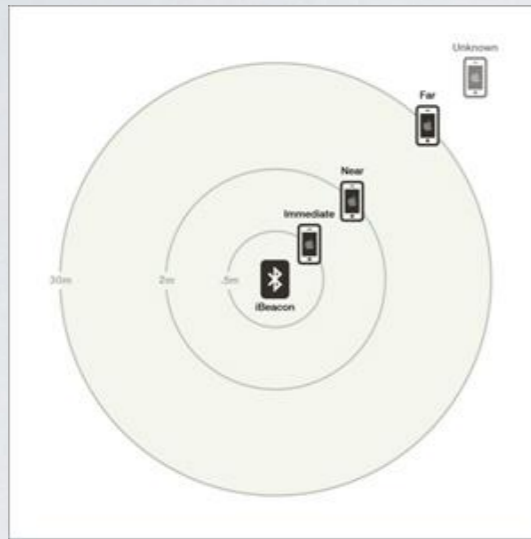 Unknown
Far
Near
Immediate
30m
2m
.5m
iBeacon